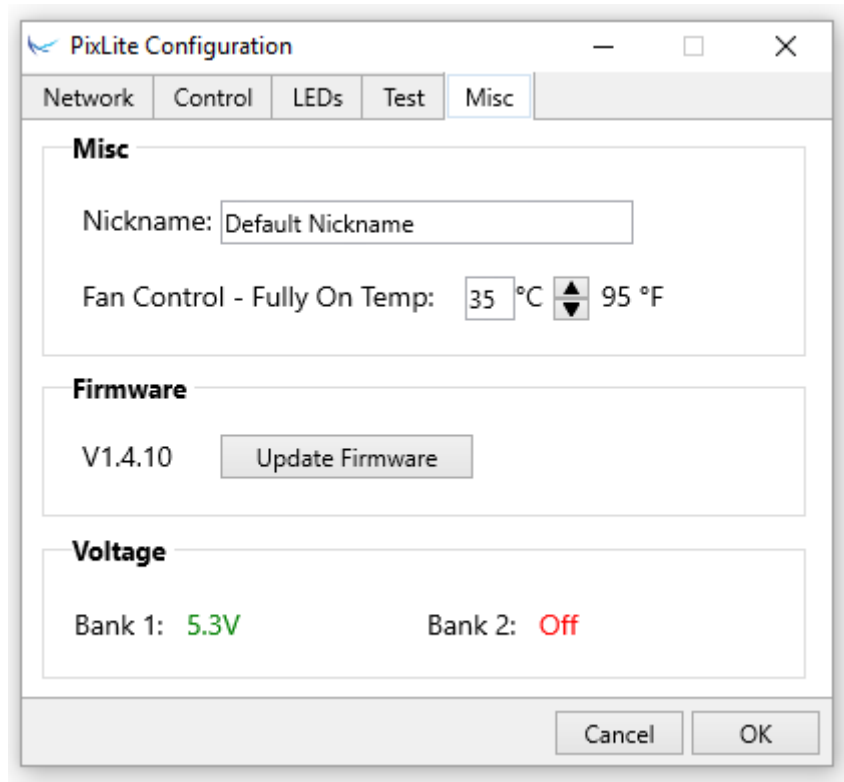 PixLite Configuration
Network Control LEDs Test Misc
Misc
Nickname: Default Nickname
Fan Control - Fully On Temp: 35 °C 95 °F
Firmware
V1.4.10 Update Firmware
Voltage
Bank 1: 5.3V Bank 2: Off
Cancel OK